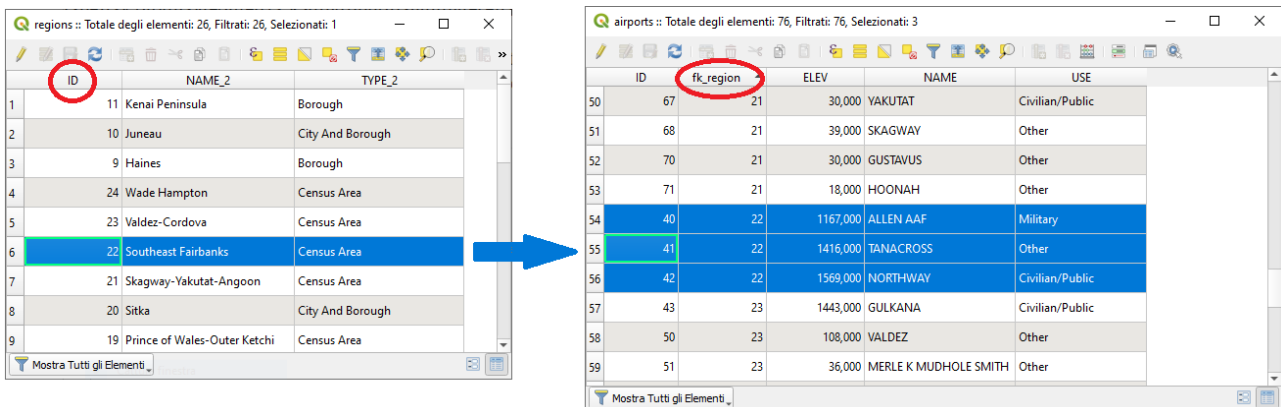 regions :: Totale degli elementi: 26, Filtrati: 26, Selezionati: 1
ID NAME_2 TYPE_2
1 11 Kenai Peninsula Borough
2 10 Juneau City And Borough
3 9 Haines Borough
4 24 Wade Hampton Census Area
5 23 Valdez-Cordova Census Area
6 22 Southeast Fairbanks Census Area
7 21 Skagway-Yakutat-Angoon Census Area
8 20 Sitka City And Borough
9 19 Prince of Wales-Outer Ketchi Census Area
Mostra Tutti gli Elementi
airports :: Totale degli elementi: 76, Filtrati: 76, Selezionati: 3
ID fk_region ELEV NAME USE
50 67 21 30,000 YAKUTAT Civilian/Public
51 68 21 39,000 SKAGWAY Other
52 70 21 30,000 GUSTAVUS Other
53 71 21 18,000 HOONAH Other
54 40 22 1167,000 ALLEN AAF Military
55 41 22 1416,000 TANACROSS Other
56 42 22 1569,000 NORTHWAY Civilian/Public
57 43 23 1443,000 GULKANA Civilian/Public
58 50 23 108,000 VALDEZ Other
59 51 23 36,000 MERLE K MUDHOLE SMITH Other
Mostra Tutti gli Elementi